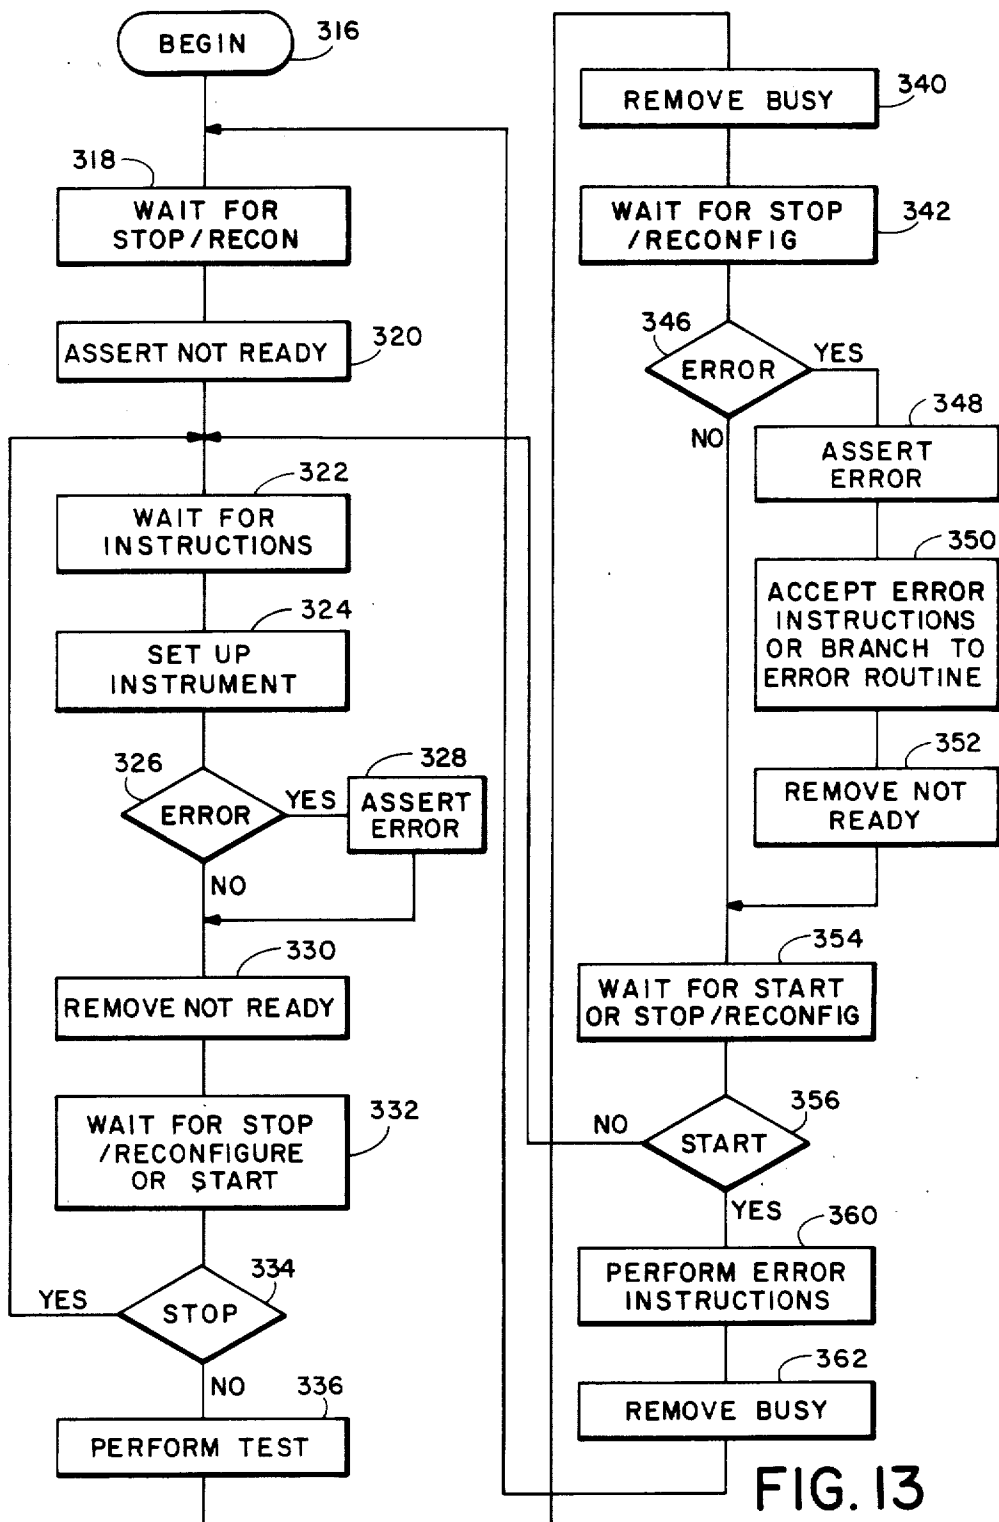 BEGIN
316
318
WAIT FOR
STOP/RECON
ASSERT NOT READY
320
322
WAIT FOR
INSTRUCTIONS
324
SET UP
INSTRUMENT
326
ERROR
YES
328
ASSERT
ERROR
NO
330
REMOVE NOT READY
WAIT FOR STOP
/RECONFIGURE
OR START
332
334
YES
STOP
NO
336
PERFORM TEST
REMOVE BUSY
340
WAIT FOR STOP
/RECONFIG
342
346
ERROR
YES
NO
348
ASSERT
ERROR
350
ACCEPT ERROR
INSTRUCTIONS
OR BRANCH TO
ERROR ROUTINE
352
REMOVE NOT
READY
354
WAIT FOR START
OR STOP/RECONFIG
356
NO
START
YES
360
PERFORM ERROR
INSTRUCTIONS
362
REMOVE BUSY
FIG. 13